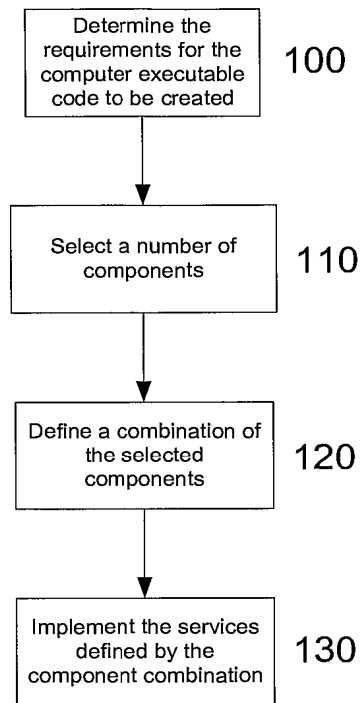 Determine the
requirements for the
computer executable
code to be created
100
Select a number of
components
110
Define a combination of
the selected
components
120
Implement the services
defined by the
component combination
130